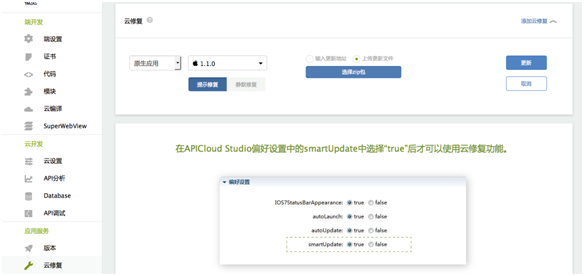 端开发
端设置
证书
代码
模块
云编译
SuperWebView
云开发
云设置
API分析
Database
API调试
应用服务
版本
云修复
云修复 ?
添加云修复
原生应用
1.1.0
输入更新地址 上传更新文件
选择zip包
提示修复 静默修复
更新
取消
在APICloud Studio偏好设置中的smartUpdate中选择"true"后才可以使用云修复功能。
偏好设置
IOS7StatusBarAppearance: true false
autoLaunch: true false
autoUpdate: true false
smartUpdate: true false